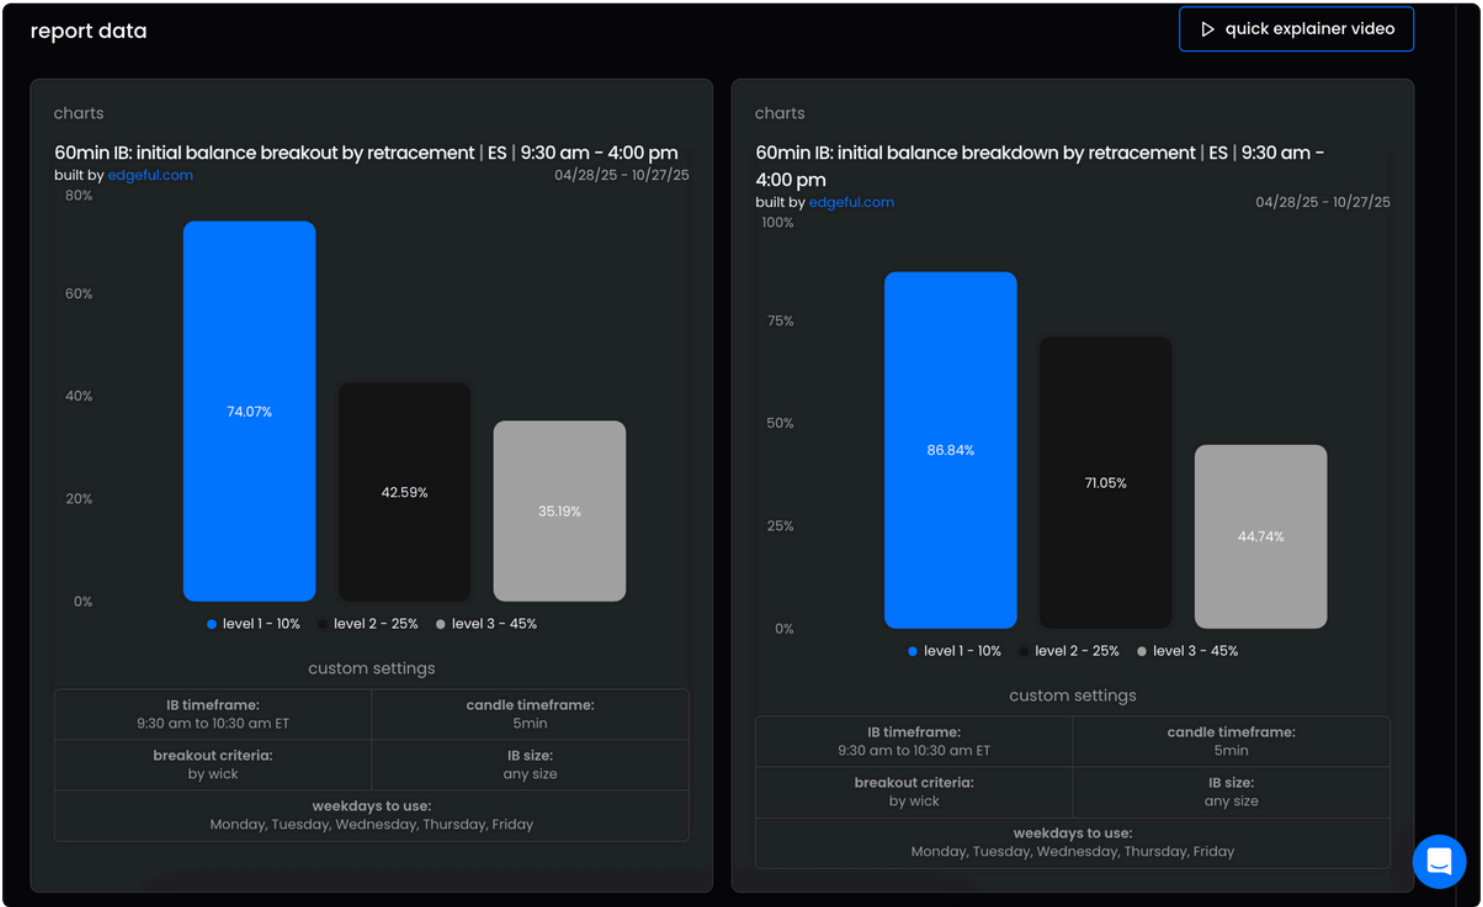 report data
quick explainer video
charts
60min IB: initial balance breakout by retracement | ES | 9:30 am - 4:00 pm
built by edgeful.com
04/28/25 - 10/27/25
80%
60%
40%
20%
0%
74.07%
42.59%
35.19%
level 1 - 10%
level 2 - 25%
level 3 - 45%
custom settings
IB timeframe:
9:30 am to 10:30 am ET
candle timeframe:
5min
breakout criteria:
by wick
IB size:
any size
weekdays to use:
Monday, Tuesday, Wednesday, Thursday, Friday
charts
60min IB: initial balance breakdown by retracement | ES | 9:30 am -
4:00 pm
built by edgeful.com
04/28/25 - 10/27/25
100%
75%
50%
25%
0%
86.84%
71.05%
44.74%
level 1 - 10%
level 2 - 25%
level 3 - 45%
custom settings
IB timeframe:
9:30 am to 10:30 am ET
candle timeframe:
5min
breakout criteria:
by wick
IB size:
any size
weekdays to use:
Monday, Tuesday, Wednesday, Thursday, Friday